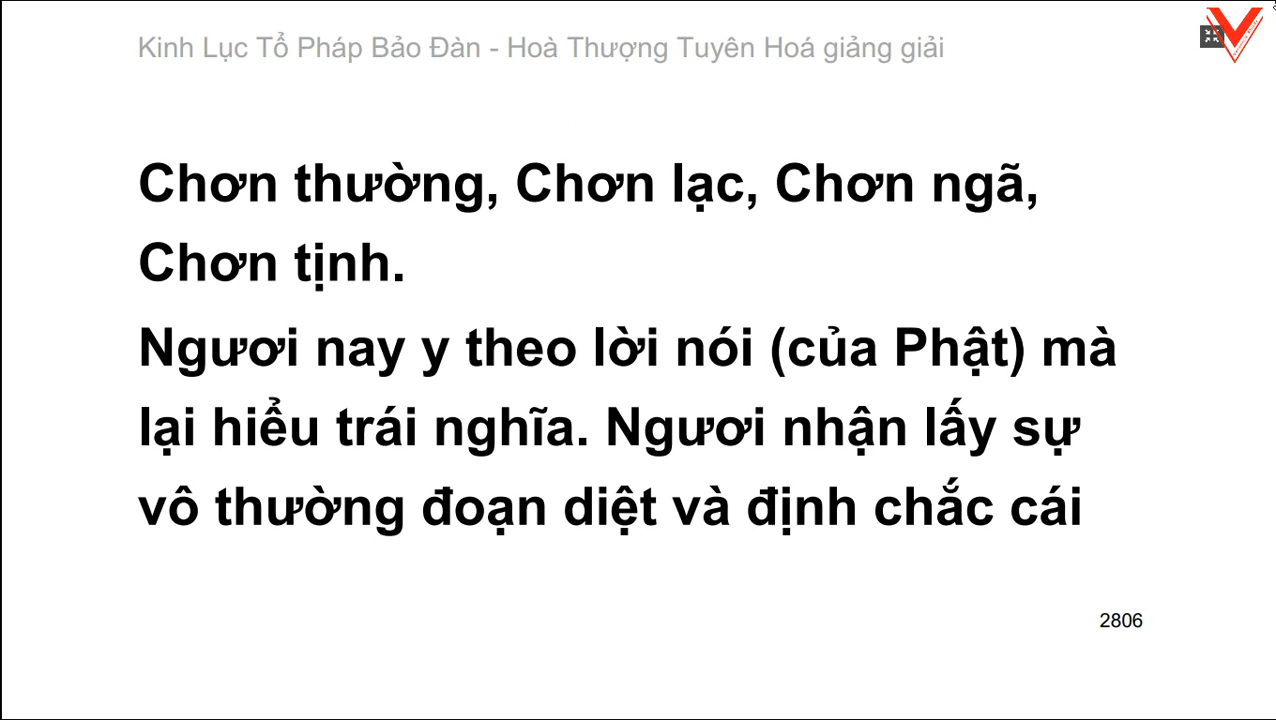 Kinh Lục Tổ Pháp Bảo Đàn - Hoà Thượng Tuyên Hoá giảng giải
Chơn thường, Chơn lạc, Chơn ngã,
Chơn tịnh.
Ngươi nay y theo lời nói (của Phật) mà
lại hiểu trái nghĩa. Ngươi nhận lấy sự
vô thường đoạn diệt và định chắc cái
2806